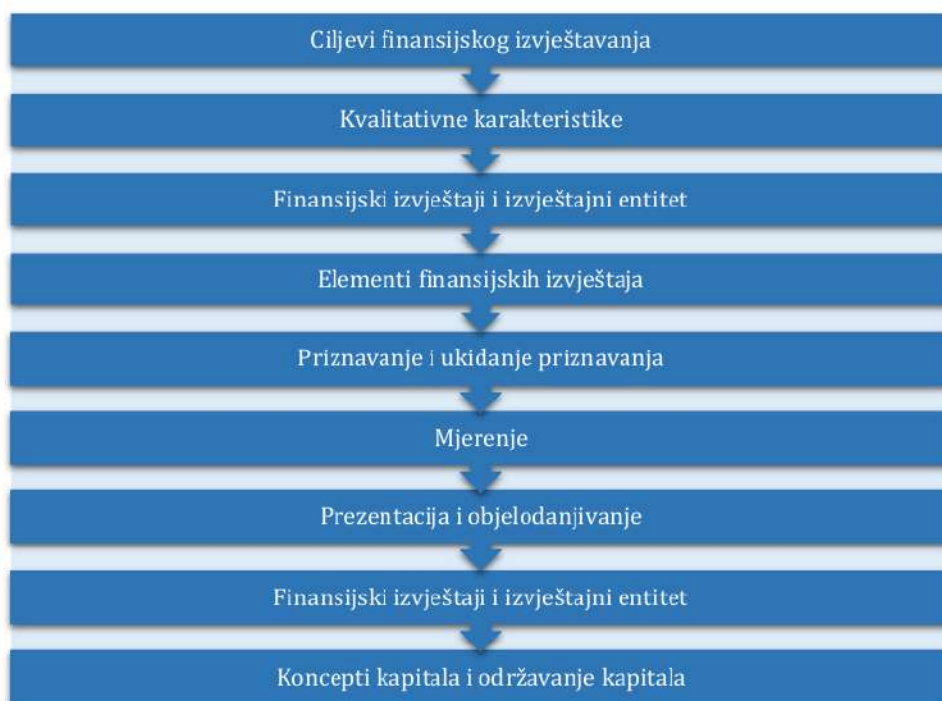 Ciljevi finansijskog izvještavanja
Kvalitativne karakteristike
Finansijski izvještaji i izvještajni entitet
Elementi finansijskih izvještaja
Priznavanje i ukidanje priznavanja
Mjerenje
Prezentacija i objelodanjivanje
Finansijski izvještaji i izvještajni entitet
Koncepti kapitala i održavanje kapitala